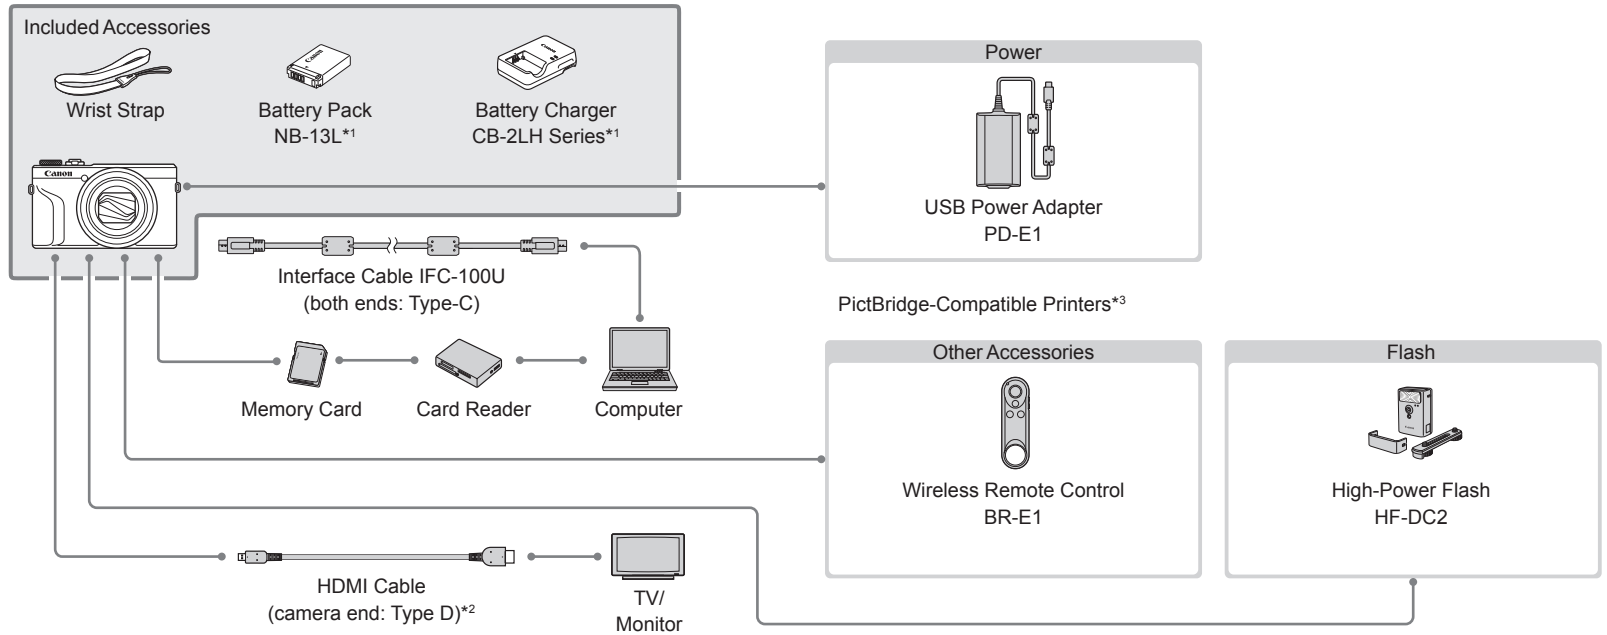 Included Accessories
Wrist Strap
Battery Pack
NB-13L*1
Battery Charger
CB-2LH Series*1
Canon
Power
USB Power Adapter
PD-E1
Interface Cable IFC-100U
(both ends: Type-C)
PictBridge-Compatible Printers*3
Memory Card
Card Reader
Computer
Other Accessories
Wireless Remote Control
BR-E1
Flash
High-Power Flash
HF-DC2
HDMI Cable
(camera end: Type D)*2
TV/
Monitor